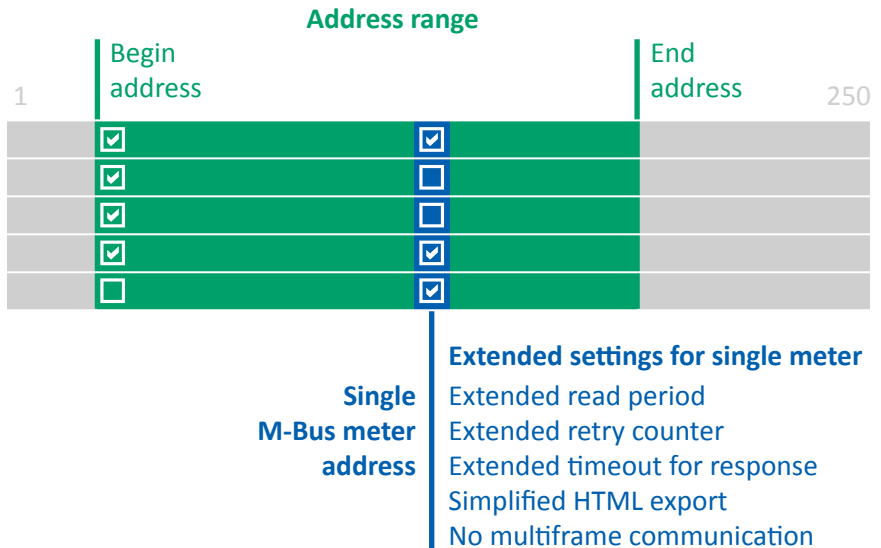 Address range
Begin
address
End
address
1
250
Extended settings for single meter
Single
M-Bus meter
address
Extended read period
Extended retry counter
Extended timeout for response
Simplified HTML export
No multiframe communication